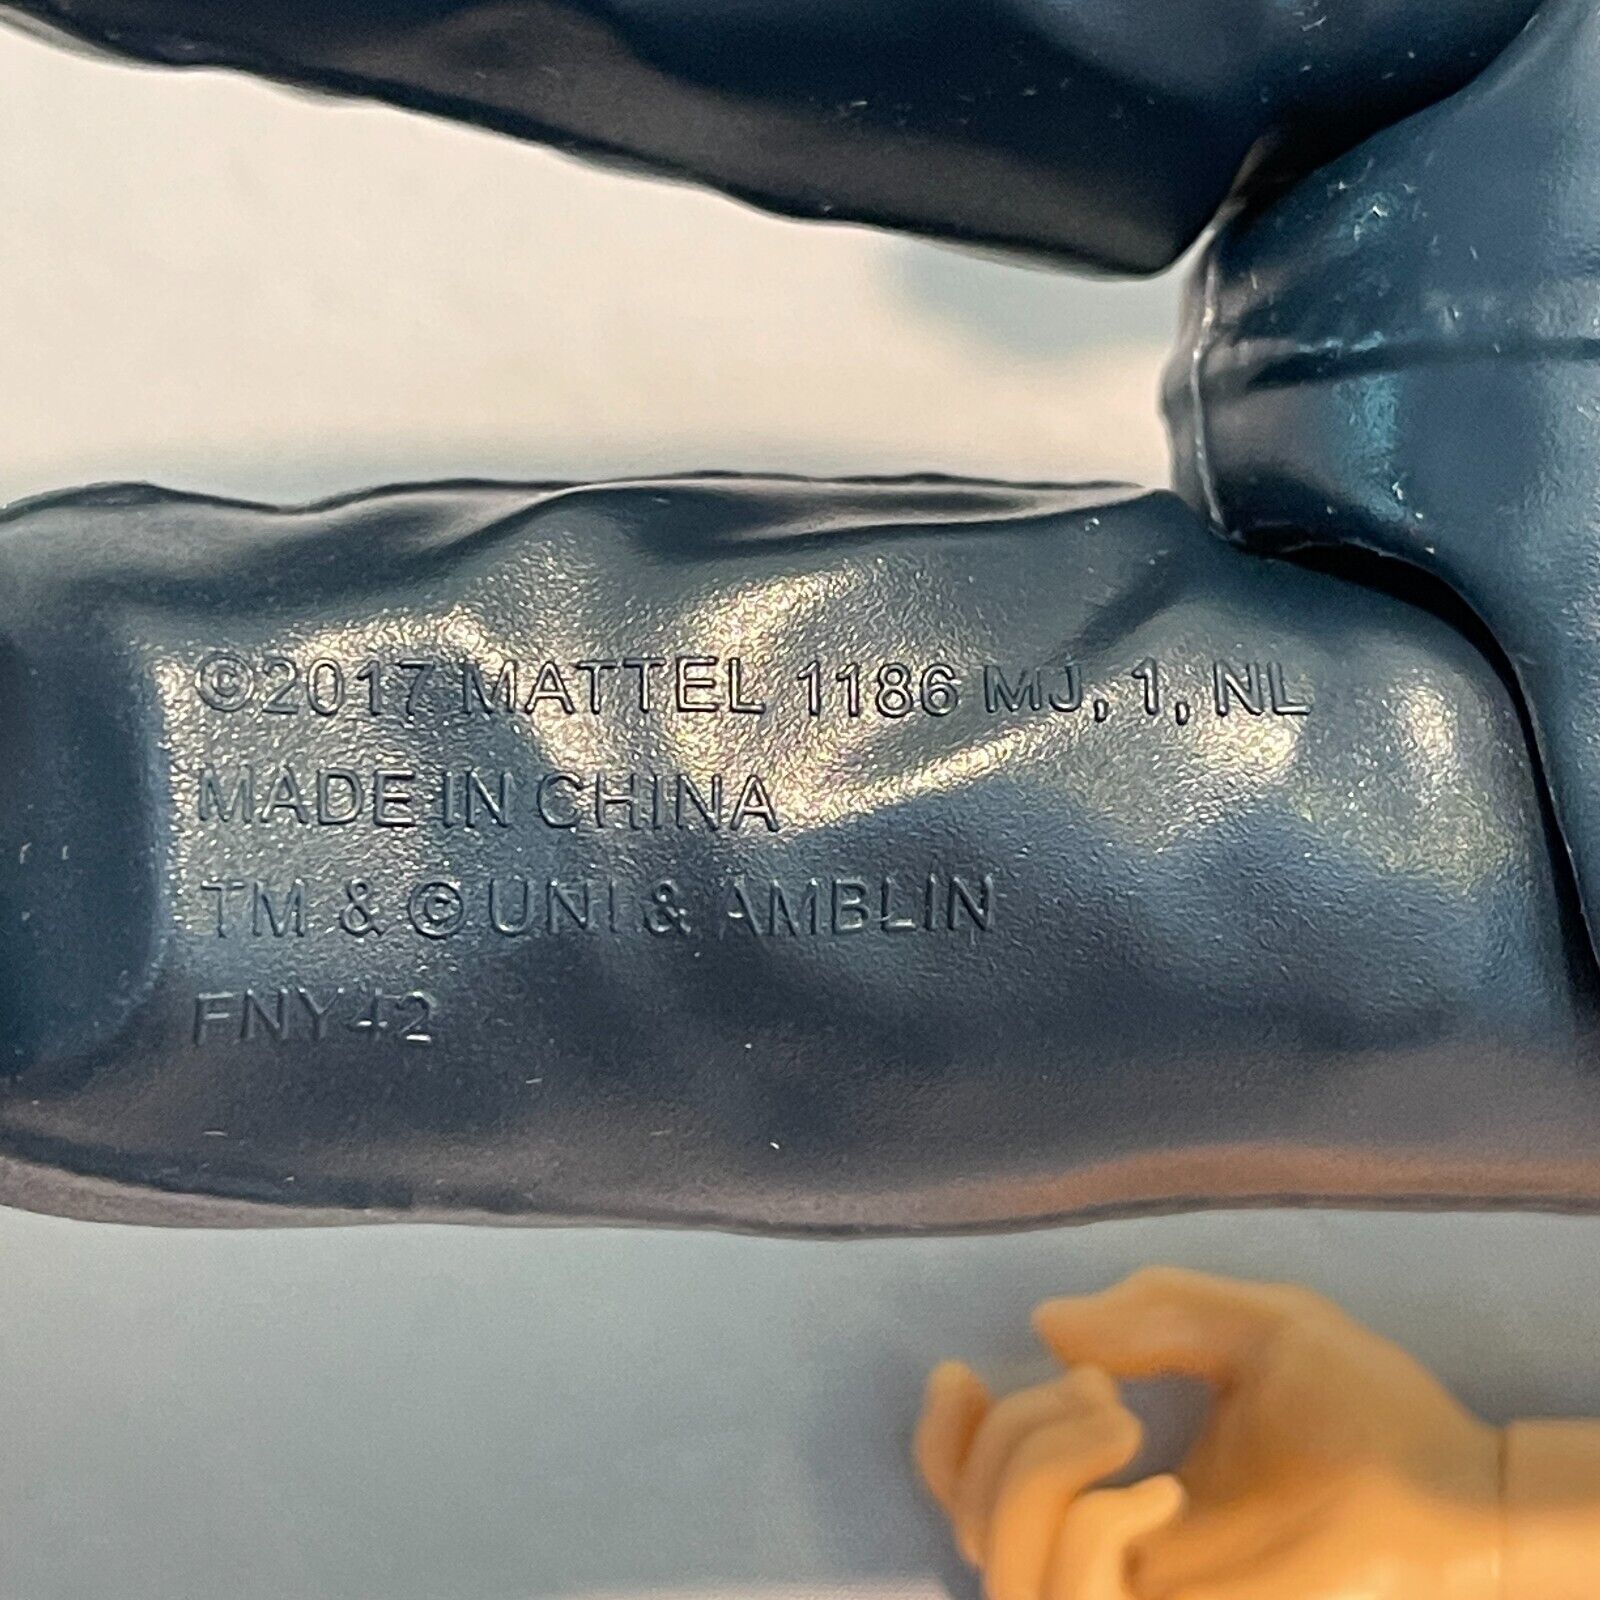 ©2017 MATTEL 1186 MJ, 1, NL
MADE IN CHINA
TM & © UNI & AMBLIN
FNY42